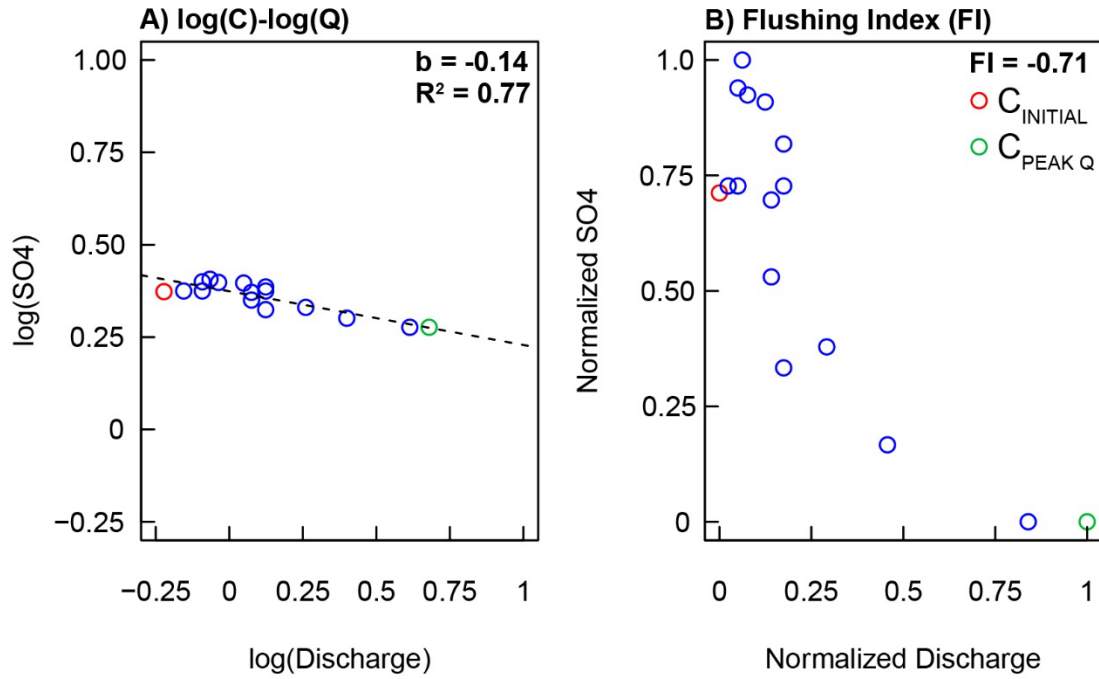 A) log(C)-log(Q)
b = -0.14
R² = 0.77
1.00
0.75
0.50
0.25
0
−0.25
log(SO4)
−0.25 0 0.25 0.5 0.75 1
log(Discharge)
B) Flushing Index (FI)
FI = -0.71
C INITIAL
C PEAK Q
1.0
0.75
0.50
0.25
0
Normalized SO4
0 0.25 0.5 0.75 1
Normalized Discharge